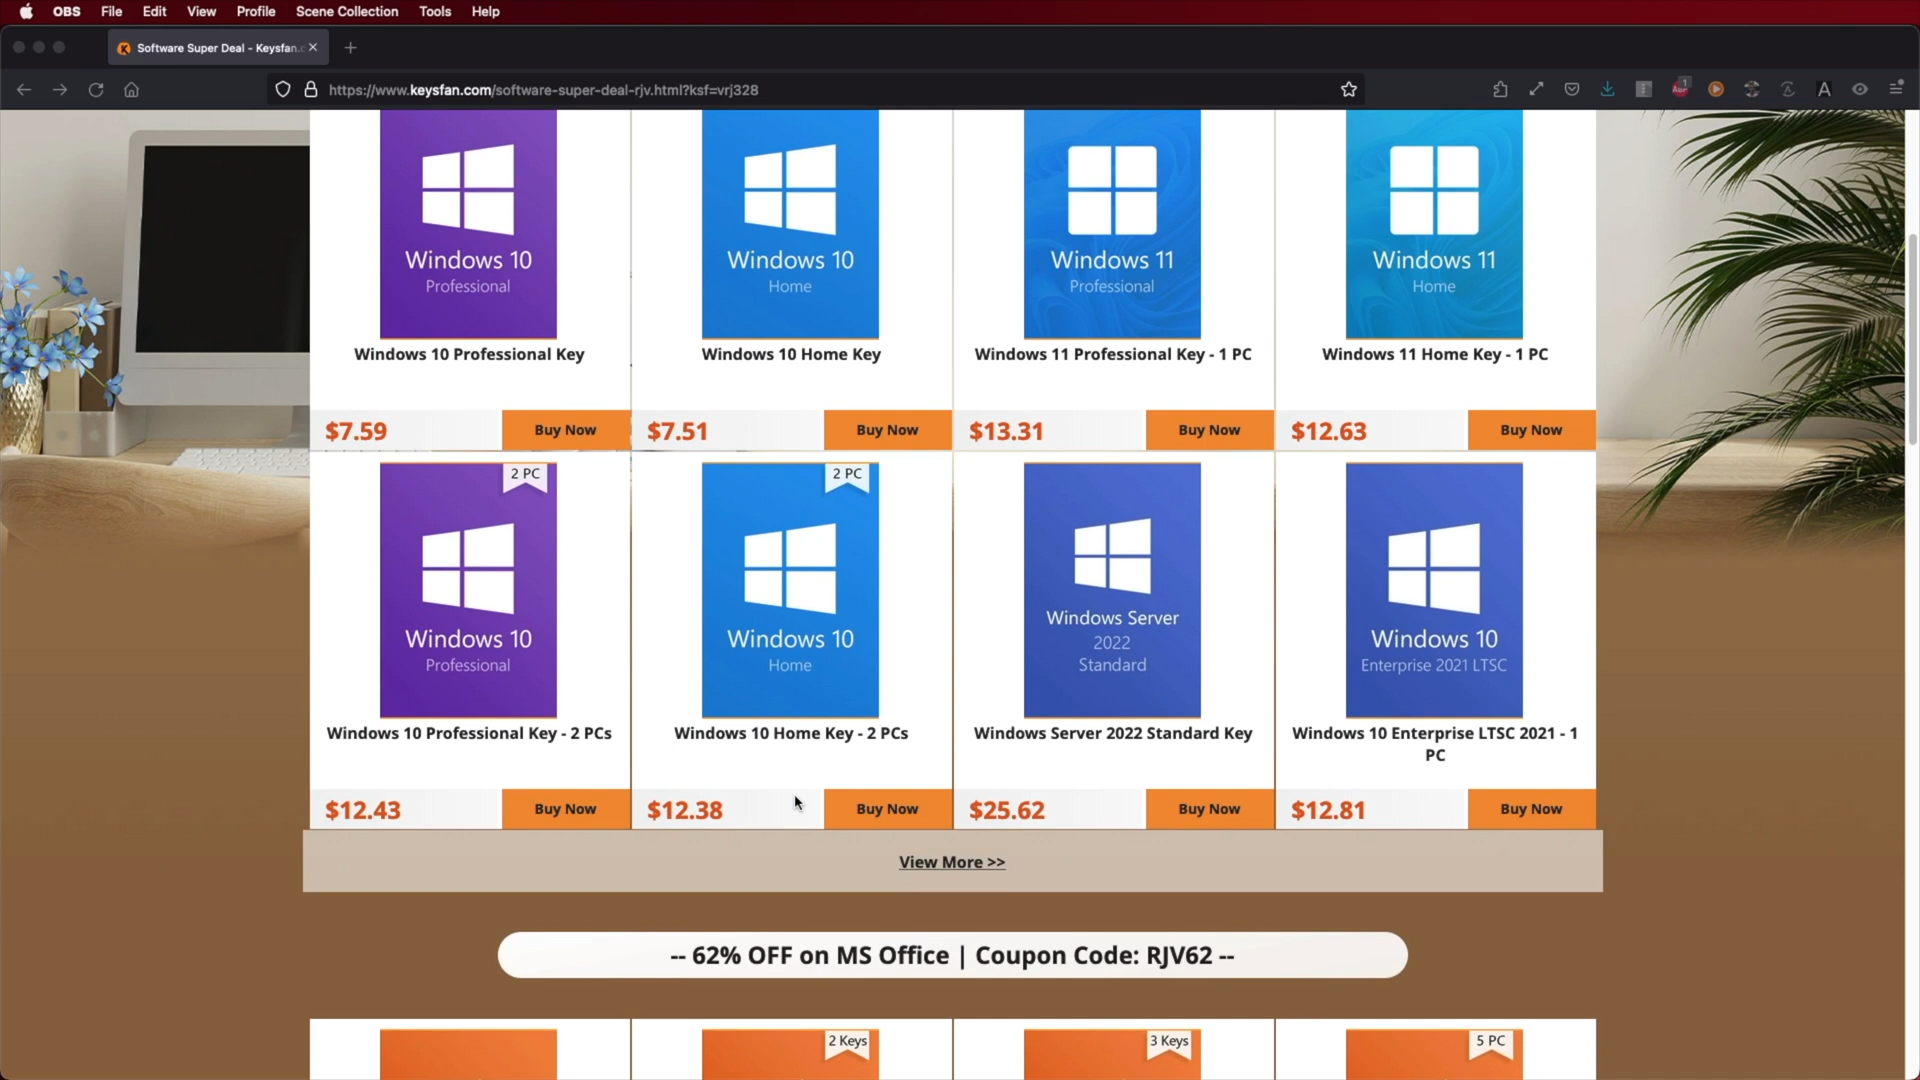 OBS File Edit View Profile Scene Collection Tools Help
Software Super Deal - Keysfan.c
https://www.keysfan.com/software-super-deal-rjv.html?ksf=vrj328
1
Windows 10
Professional
Windows 10
Home
Windows 11
Professional
Windows 11
Home
Windows 10 Professional Key
Windows 10 Home Key
Windows 11 Professional Key - 1 PC
Windows 11 Home Key - 1 PC
$7.59 Buy Now
$7.51 Buy Now
$13.31 Buy Now
$12.63 Buy Now
2 PC
Windows 10
Professional
2 PC
Windows 10
Home
Windows Server
2022
Standard
Windows 10
Enterprise 2021 LTSC
Windows 10 Professional Key - 2 PCs
Windows 10 Home Key - 2 PCs
Windows Server 2022 Standard Key
Windows 10 Enterprise LTSC 2021 - 1
PC
$12.43 Buy Now
$12.38 Buy Now
$25.62 Buy Now
$12.81 Buy Now
View More >>
-- 62% OFF on MS Office | Coupon Code: RJV62 --
2 Keys
3 Keys
5 PC